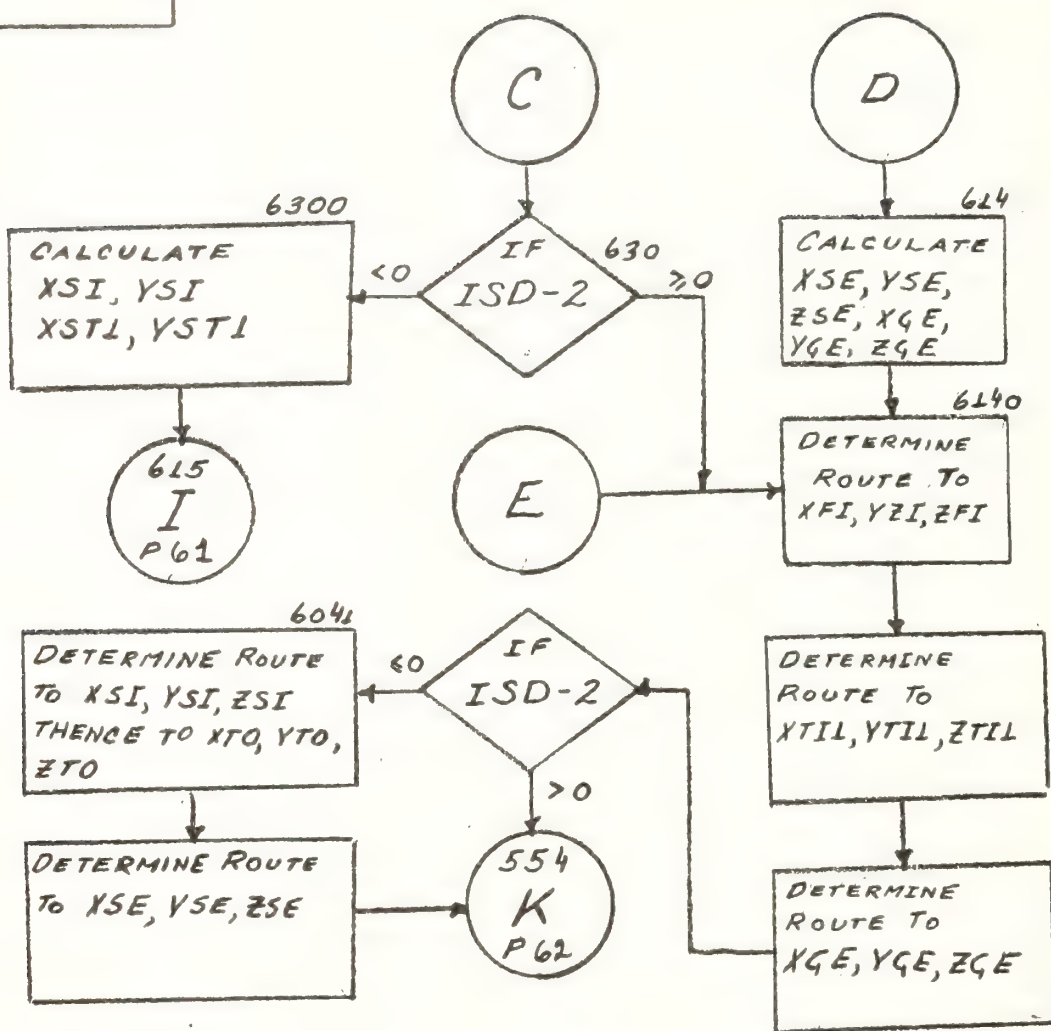 C
D
6300
CALCULATE
XSI, YSI
XST1, YST1
<0
IF
630
ISD-2
≥0
614
CALCULATE
XSE, YSE,
ZSE, XGE,
YGE, ZGE
615
I
P61
E
6140
DETERMINE
ROUTE TO
XFI, YZI, ZFI
6041
DETERMINE ROUTE
TO XSI, YSI, ZSI
THENCE TO XTO, YTO,
ZTO
≤0
IF
ISD-2
>0
DETERMINE
ROUTE TO
XTI1, YTI1, ZTI1
DETERMINE ROUTE
TO XSE, YSE, ZSE
554
K
P62
DETERMINE
ROUTE TO
XGE, YGE, ZGE